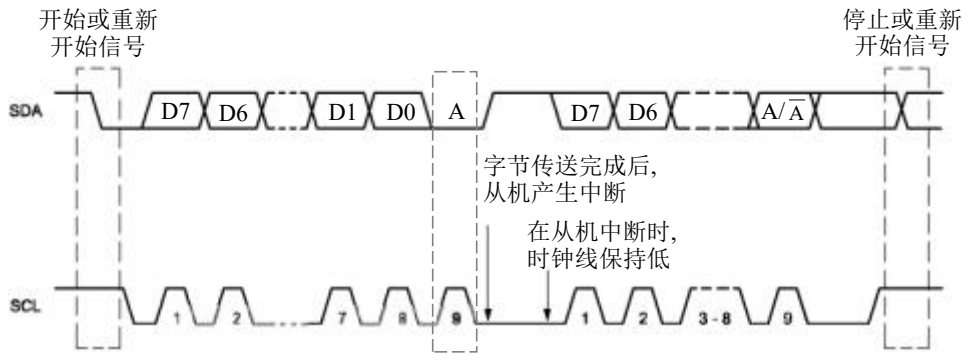 开始或重新
开始信号
停止或重新
开始信号
SDA
D7
D6
D1
D0
A
D7
D6
A/A̅
字节传送完成后,
从机产生中断
在从机中断时,
时钟线保持低
SCL
1
2
7
8
9
1
2
3 - 8
9